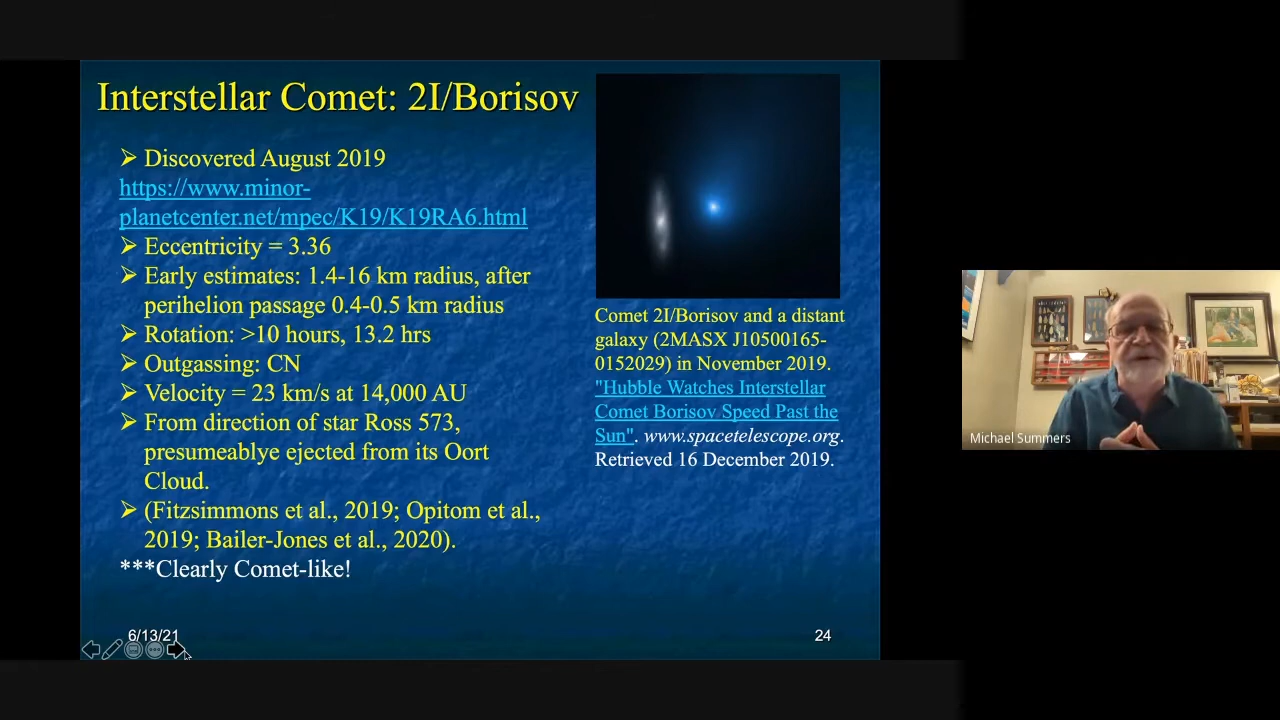 Interstellar Comet: 2I/Borisov
➢ Discovered August 2019
https://www.minor-
planetcenter.net/mpec/K19/K19RA6.html
➢ Eccentricity = 3.36
➢ Early estimates: 1.4-16 km radius, after
perihelion passage 0.4-0.5 km radius
➢ Rotation: >10 hours, 13.2 hrs
➢ Outgassing: CN
➢ Velocity = 23 km/s at 14,000 AU
➢ From direction of star Ross 573,
presumeablye ejected from its Oort
Cloud.
➢ (Fitzsimmons et al., 2019; Opitom et al.,
2019; Bailer-Jones et al., 2020).
***Clearly Comet-like!
Comet 2I/Borisov and a distant
galaxy (2MASX J10500165-
0152029) in November 2019.
"Hubble Watches Interstellar
Comet Borisov Speed Past the
Sun". www.spacetelescope.org.
Retrieved 16 December 2019.
6/13/21
24
Michael Summers